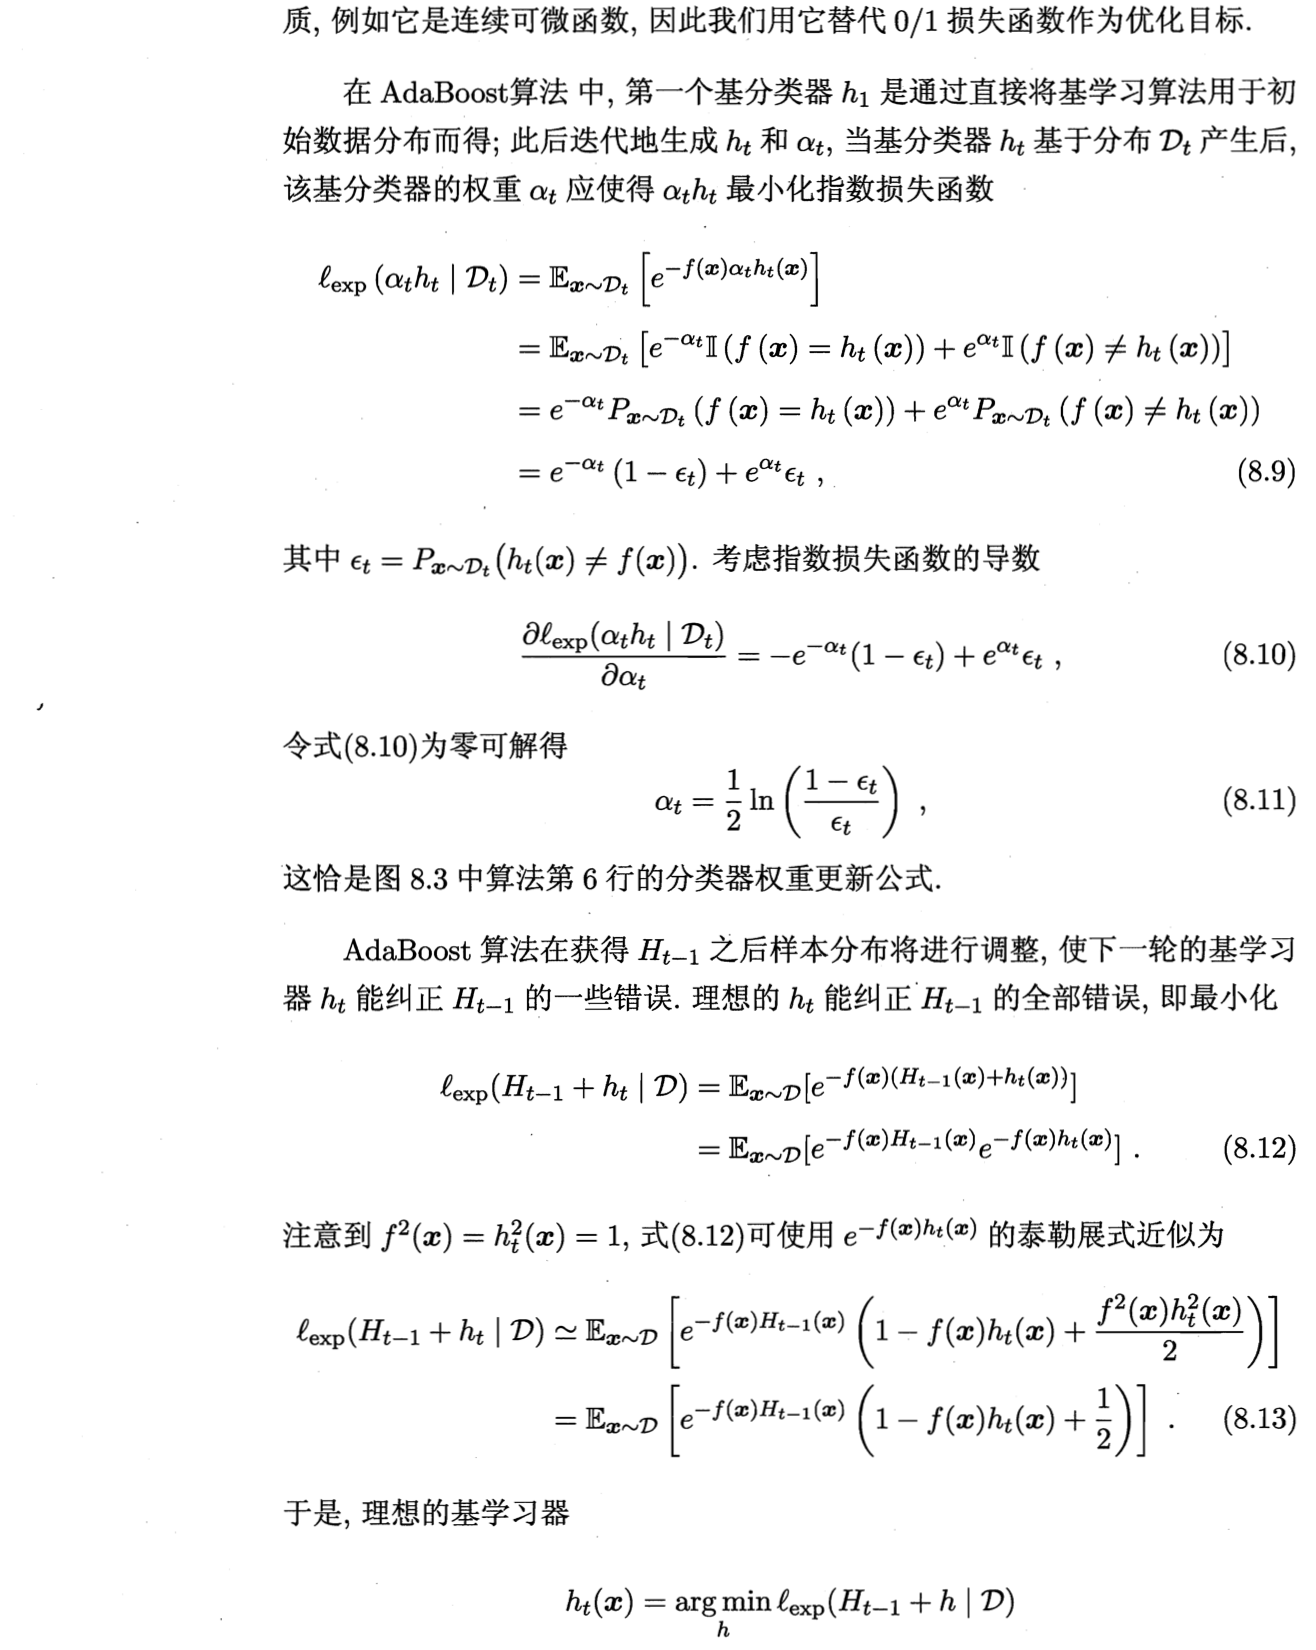 质, 例如它是连续可微函数, 因此我们用它替代 0/1 损失函数作为优化目标.
在 AdaBoost算法 中, 第一个基分类器 $h_1$ 是通过直接将基学习算法用于初
始数据分布而得; 此后迭代地生成 $h_t$ 和 $\alpha_t$, 当基分类器 $h_t$ 基于分布 $\mathcal{D}_t$ 产生后,
该基分类器的权重 $\alpha_t$ 应使得 $\alpha_t h_t$ 最小化指数损失函数
$\ell_{\exp}(\alpha_t h_t \mid \mathcal{D}_t) = \mathbb{E}_{\boldsymbol{x}\sim\mathcal{D}_t}\left[e^{-f(\boldsymbol{x})\alpha_t h_t(\boldsymbol{x})}\right]$
$= \mathbb{E}_{\boldsymbol{x}\sim\mathcal{D}_t}\left[e^{-\alpha_t}\mathbb{I}(f(\boldsymbol{x}) = h_t(\boldsymbol{x})) + e^{\alpha_t}\mathbb{I}(f(\boldsymbol{x}) \neq h_t(\boldsymbol{x}))\right]$
$= e^{-\alpha_t}P_{\boldsymbol{x}\sim\mathcal{D}_t}(f(\boldsymbol{x}) = h_t(\boldsymbol{x})) + e^{\alpha_t}P_{\boldsymbol{x}\sim\mathcal{D}_t}(f(\boldsymbol{x}) \neq h_t(\boldsymbol{x}))$
$= e^{-\alpha_t}(1 - \epsilon_t) + e^{\alpha_t}\epsilon_t$ , (8.9)
其中 $\epsilon_t = P_{\boldsymbol{x}\sim\mathcal{D}_t}(h_t(\boldsymbol{x}) \neq f(\boldsymbol{x}))$. 考虑指数损失函数的导数
$\frac{\partial \ell_{\exp}(\alpha_t h_t \mid \mathcal{D}_t)}{\partial \alpha_t} = -e^{-\alpha_t}(1 - \epsilon_t) + e^{\alpha_t}\epsilon_t$ , (8.10)
令式(8.10)为零可解得
$\alpha_t = \frac{1}{2}\ln\left(\frac{1 - \epsilon_t}{\epsilon_t}\right)$ , (8.11)
这恰是图 8.3 中算法第 6 行的分类器权重更新公式.
AdaBoost 算法在获得 $H_{t-1}$ 之后样本分布将进行调整, 使下一轮的基学习
器 $h_t$ 能纠正 $H_{t-1}$ 的一些错误. 理想的 $h_t$ 能纠正 $H_{t-1}$ 的全部错误, 即最小化
$\ell_{\exp}(H_{t-1} + h_t \mid \mathcal{D}) = \mathbb{E}_{\boldsymbol{x}\sim\mathcal{D}}[e^{-f(\boldsymbol{x})(H_{t-1}(\boldsymbol{x})+h_t(\boldsymbol{x}))}]$
$= \mathbb{E}_{\boldsymbol{x}\sim\mathcal{D}}[e^{-f(\boldsymbol{x})H_{t-1}(\boldsymbol{x})}e^{-f(\boldsymbol{x})h_t(\boldsymbol{x})}]$ . (8.12)
注意到 $f^2(\boldsymbol{x}) = h_t^2(\boldsymbol{x}) = 1$, 式(8.12)可使用 $e^{-f(\boldsymbol{x})h_t(\boldsymbol{x})}$ 的泰勒展式近似为
$\ell_{\exp}(H_{t-1} + h_t \mid \mathcal{D}) \simeq \mathbb{E}_{\boldsymbol{x}\sim\mathcal{D}}\left[e^{-f(\boldsymbol{x})H_{t-1}(\boldsymbol{x})}\left(1 - f(\boldsymbol{x})h_t(\boldsymbol{x}) + \frac{f^2(\boldsymbol{x})h_t^2(\boldsymbol{x})}{2}\right)\right]$
$= \mathbb{E}_{\boldsymbol{x}\sim\mathcal{D}}\left[e^{-f(\boldsymbol{x})H_{t-1}(\boldsymbol{x})}\left(1 - f(\boldsymbol{x})h_t(\boldsymbol{x}) + \frac{1}{2}\right)\right]$ . (8.13)
于是, 理想的基学习器
$h_t(\boldsymbol{x}) = \underset{h}{\arg\min}\, \ell_{\exp}(H_{t-1} + h \mid \mathcal{D})$